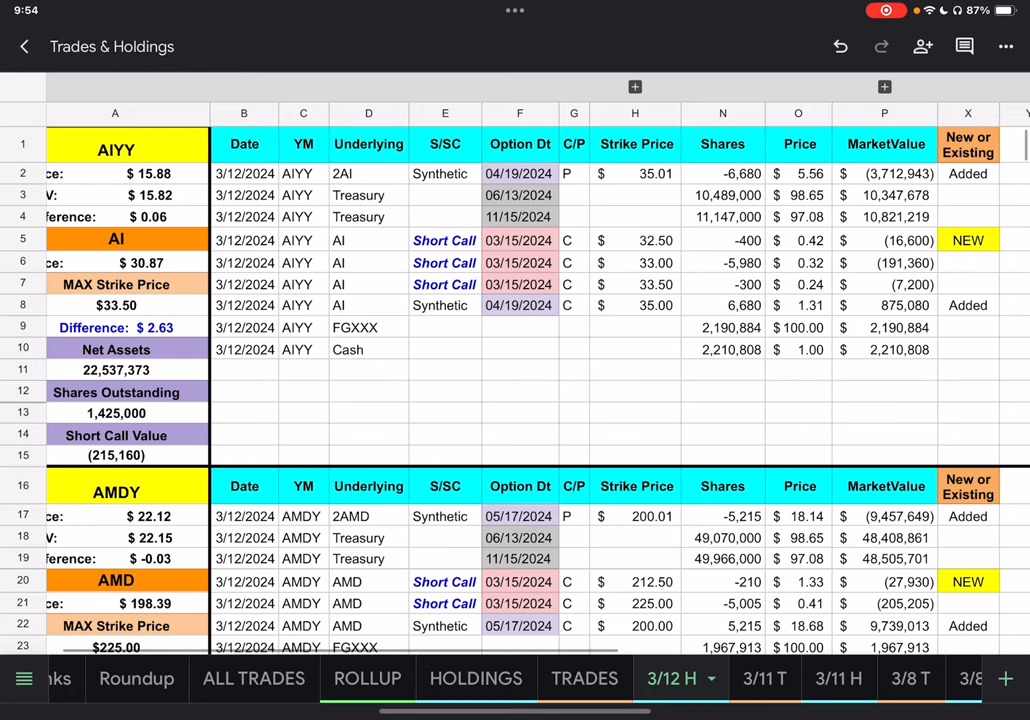 9:54
87%
Trades & Holdings
A B C D E F G H N O P X Y
1 AIYY Date YM Underlying S/SC Option Dt C/P Strike Price Shares Price MarketValue New or Existing
2 ce: $ 15.88 3/12/2024 AIYY 2AI Synthetic 04/19/2024 P $ 35.01 -6,680 $ 5.56 $ (3,712,943) Added
3 V: $ 15.82 3/12/2024 AIYY Treasury 06/13/2024 10,489,000 $ 98.65 $ 10,347,678
4 ference: $ 0.06 3/12/2024 AIYY Treasury 11/15/2024 11,147,000 $ 97.08 $ 10,821,219
5 AI 3/12/2024 AIYY AI Short Call 03/15/2024 C $ 32.50 -400 $ 0.42 $ (16,600) NEW
6 ce: $ 30.87 3/12/2024 AIYY AI Short Call 03/15/2024 C $ 33.00 -5,980 $ 0.32 $ (191,360)
7 MAX Strike Price 3/12/2024 AIYY AI Short Call 03/15/2024 C $ 33.50 -300 $ 0.24 $ (7,200)
8 $33.50 3/12/2024 AIYY AI Synthetic 04/19/2024 C $ 35.00 6,680 $ 1.31 $ 875,080 Added
9 Difference: $ 2.63 3/12/2024 AIYY FGXXX 2,190,884 $ 100.00 $ 2,190,884
10 Net Assets 3/12/2024 AIYY Cash 2,210,808 $ 1.00 $ 2,210,808
11 22,537,373
12 Shares Outstanding
13 1,425,000
14 Short Call Value
15 (215,160)
16 AMDY Date YM Underlying S/SC Option Dt C/P Strike Price Shares Price MarketValue New or Existing
17 ce: $ 22.12 3/12/2024 AMDY 2AMD Synthetic 05/17/2024 P $ 200.01 -5,215 $ 18.14 $ (9,457,649) Added
18 V: $ 22.15 3/12/2024 AMDY Treasury 06/13/2024 49,070,000 $ 98.65 $ 48,408,861
19 ference: $ -0.03 3/12/2024 AMDY Treasury 11/15/2024 49,966,000 $ 97.08 $ 48,505,701
20 AMD 3/12/2024 AMDY AMD Short Call 03/15/2024 C $ 212.50 -210 $ 1.33 $ (27,930) NEW
21 ce: $ 198.39 3/12/2024 AMDY AMD Short Call 03/15/2024 C $ 225.00 -5,005 $ 0.41 $ (205,205)
22 MAX Strike Price 3/12/2024 AMDY AMD Synthetic 05/17/2024 C $ 200.00 5,215 $ 18.68 $ 9,739,013 Added
23 $225.00 3/12/2024 AMDY FGXXX 1,967,913 $ 100.00 $ 1,967,913
nks Roundup ALL TRADES ROLLUP HOLDINGS TRADES 3/12 H 3/11 T 3/11 H 3/8 T 3/8